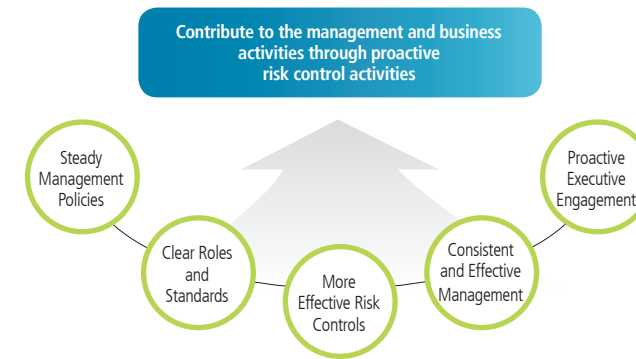 Contribute to the management and business
activities through proactive
risk control activities
Steady
Management
Policies
Clear Roles
and
Standards
More
Effective Risk
Controls
Consistent
and Effective
Management
Proactive
Executive
Engagement